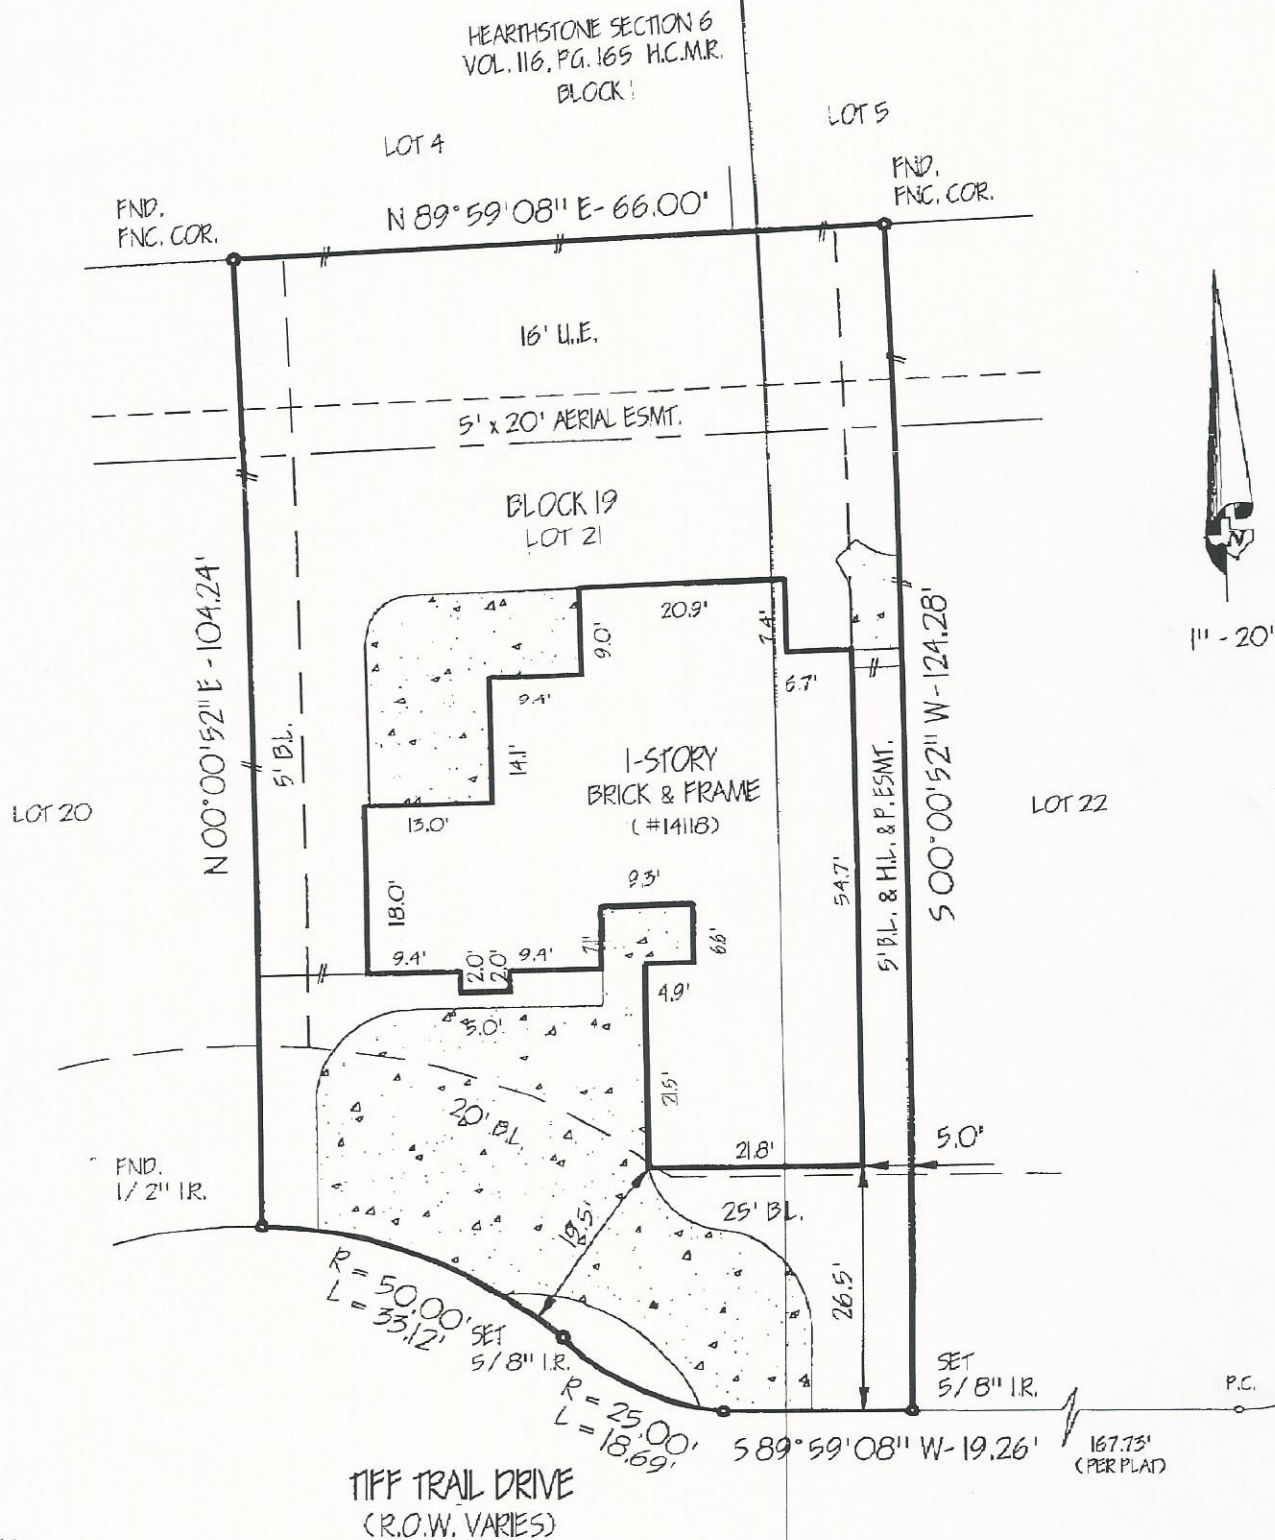 HEARTHSTONE SECTION 6
VOL. 116, PG. 165 H.C.M.R.
BLOCK 1
LOT 4
LOT 5
FND.
FNC. COR.
N 89°59'08" E - 66.00'
FND.
FNC. COR.
16' U.E.
5' x 20' AERIAL ESMT.
BLOCK 19
LOT 21
1" - 20'
N 00°00'52" E - 104.24'
5' B.L.
20.9'
9.0'
7.4'
6.7'
9.4'
14.1'
13.0'
1-STORY
BRICK & FRAME
(#14118)
LOT 20
LOT 22
S 00°00'52" W - 124.28'
5' B.L. & H.L. & P. ESMT.
54.7'
18.0'
9.3'
9.4'
2.0'
2.0'
9.4'
7.1'
6.6'
4.9'
5.0'
21.5'
20' B.L.
21.8'
5.0'
FND.
1/2" I.R.
19.5'
25' B.L.
26.5'
R = 50.00'
L = 33.12'
SET
5/8" I.R.
R = 25.00'
L = 18.69'
SET
5/8" I.R.
P.C.
S 89°59'08" W - 19.26'
167.73'
(PER PLAT)
TIFF TRAIL DRIVE
(R.O.W. VARIES)